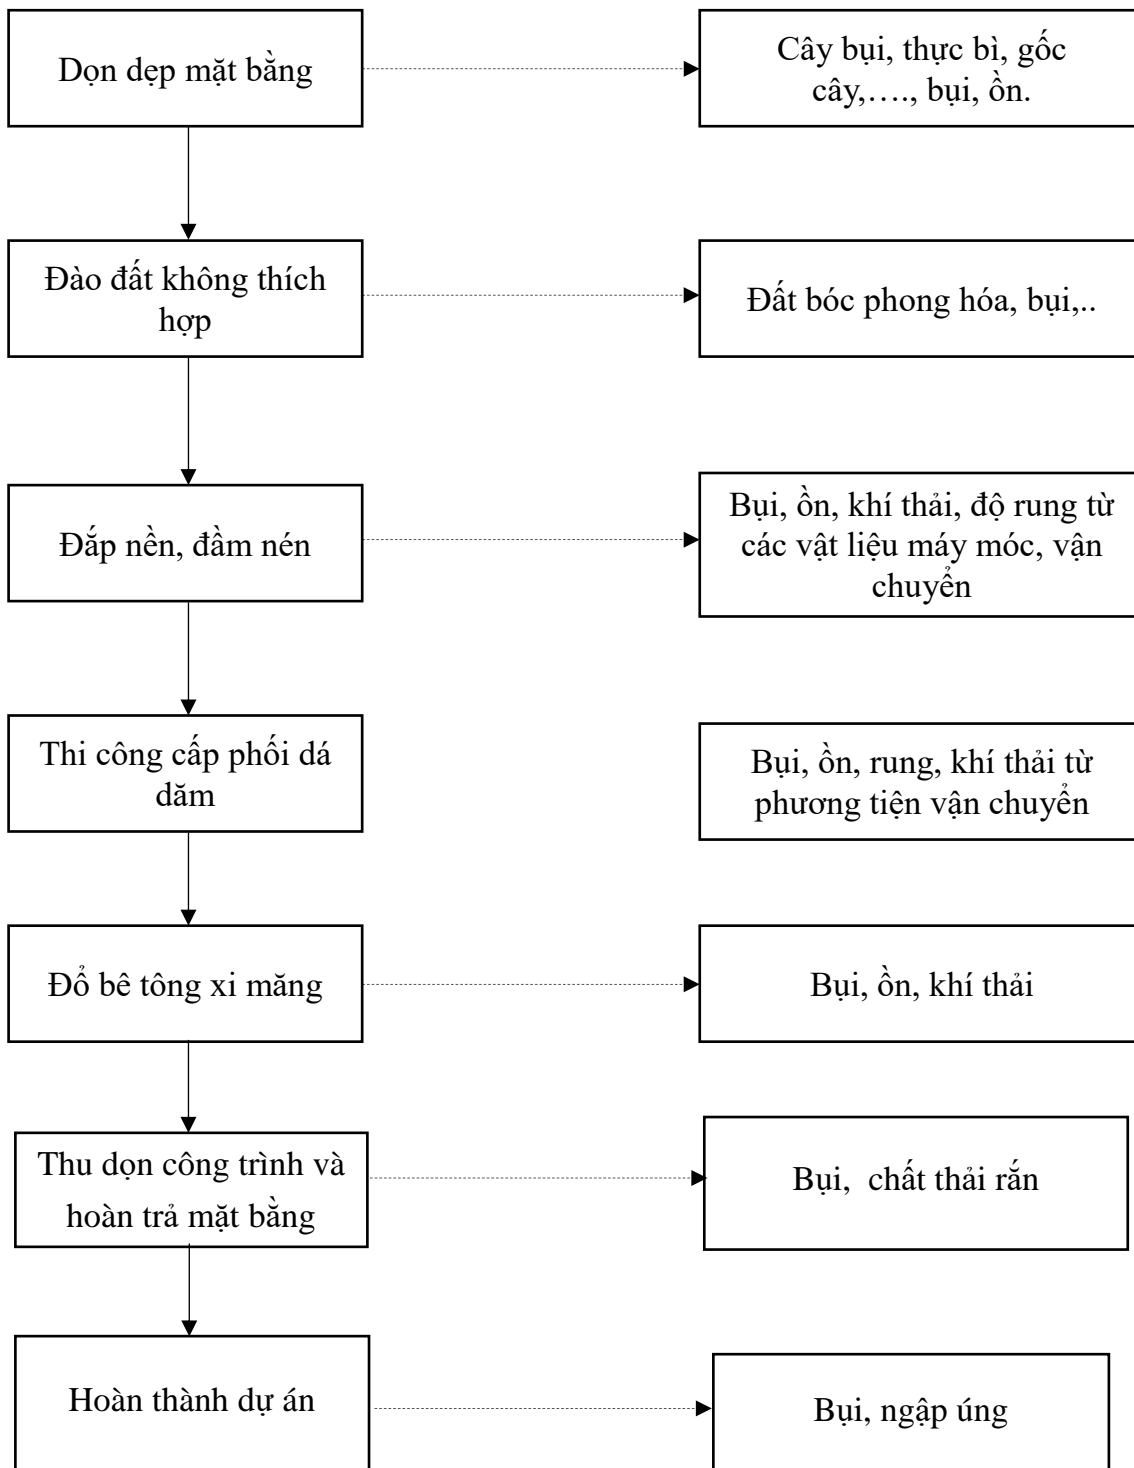 Dọn dẹp mặt bằng
Cây bụi, thực bì, gốc
cây,…., bụi, ồn.
Đào đất không thích
hợp
Đất bóc phong hóa, bụi,..
Đắp nền, đầm nén
Bụi, ồn, khí thải, độ rung từ
các vật liệu máy móc, vận
chuyển
Thi công cấp phối dá
dăm
Bụi, ồn, rung, khí thải từ
phương tiện vận chuyển
Đổ bê tông xi măng
Bụi, ồn, khí thải
Thu dọn công trình và
hoàn trả mặt bằng
Bụi,  chất thải rắn
Hoàn thành dự án
Bụi, ngập úng